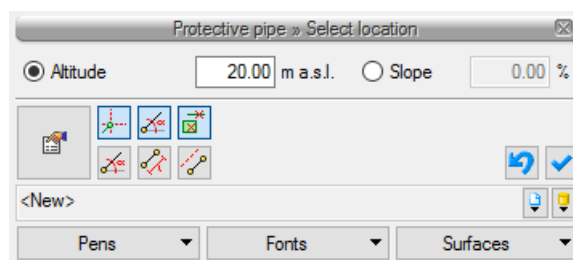 Protective pipe » Select location
Altitude 20.00 m a.s.l. Slope 0.00 %
<New>
Pens Fonts Surfaces